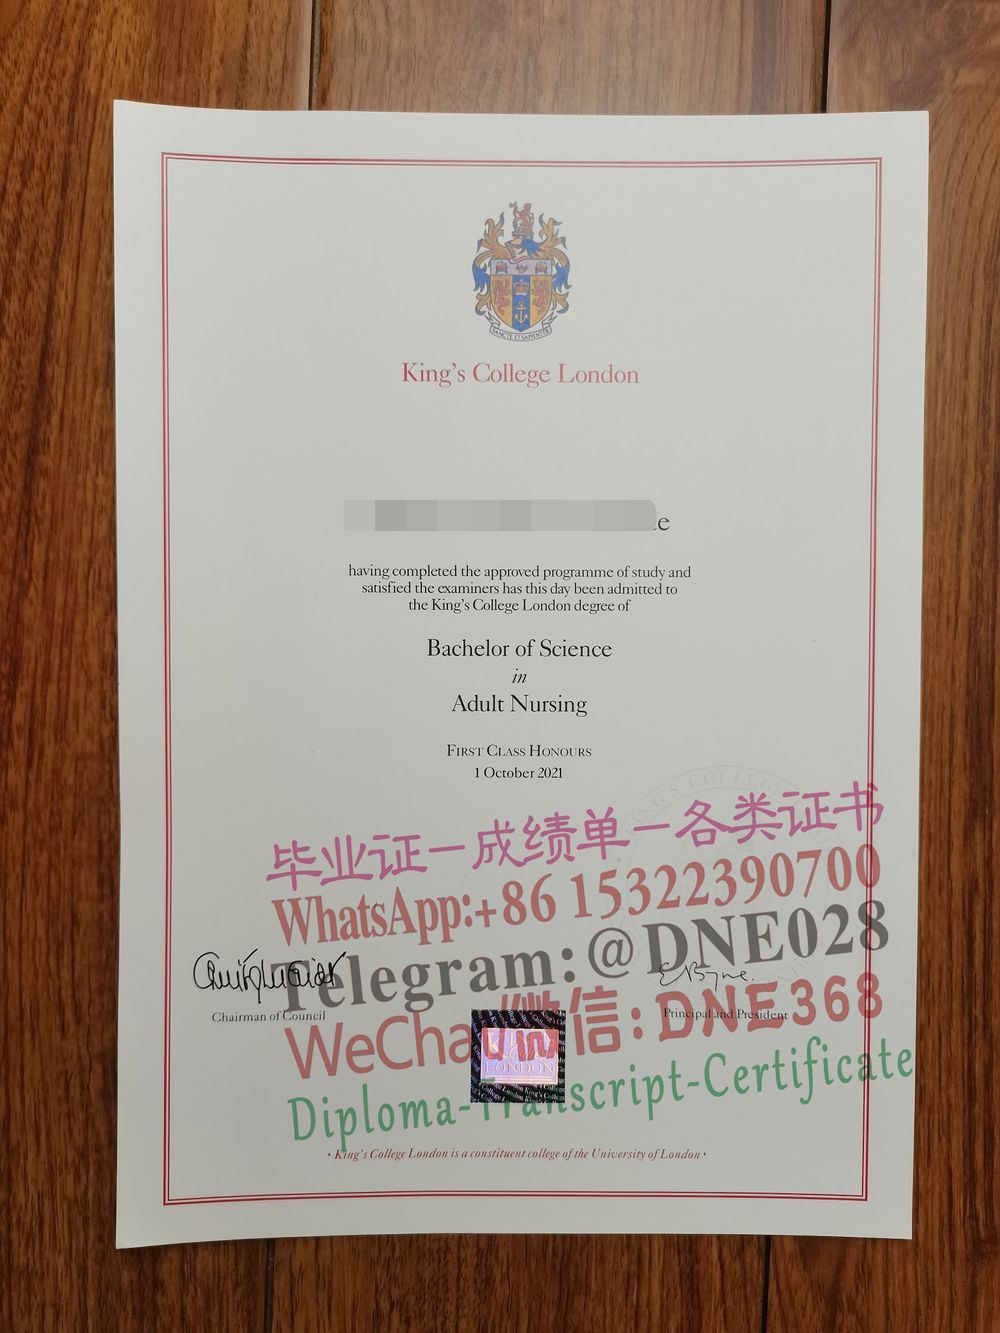 SANCTE ET SAPIENTER
King's College London
e
having completed the approved programme of study and
satisfied the examiners has this day been admitted to
the King's College London degree of
Bachelor of Science
in
Adult Nursing
First Class Honours
1 October 2021
毕业证－成绩单－各类证书
WhatsApp:+86 15322390700
Telegram:@DNE028
Chairman of Council
Principal and President
WeCha /微信:DNE368
LONDON
Diploma-Transcript-Certificate
· King's College London is a constituent college of the University of London ·